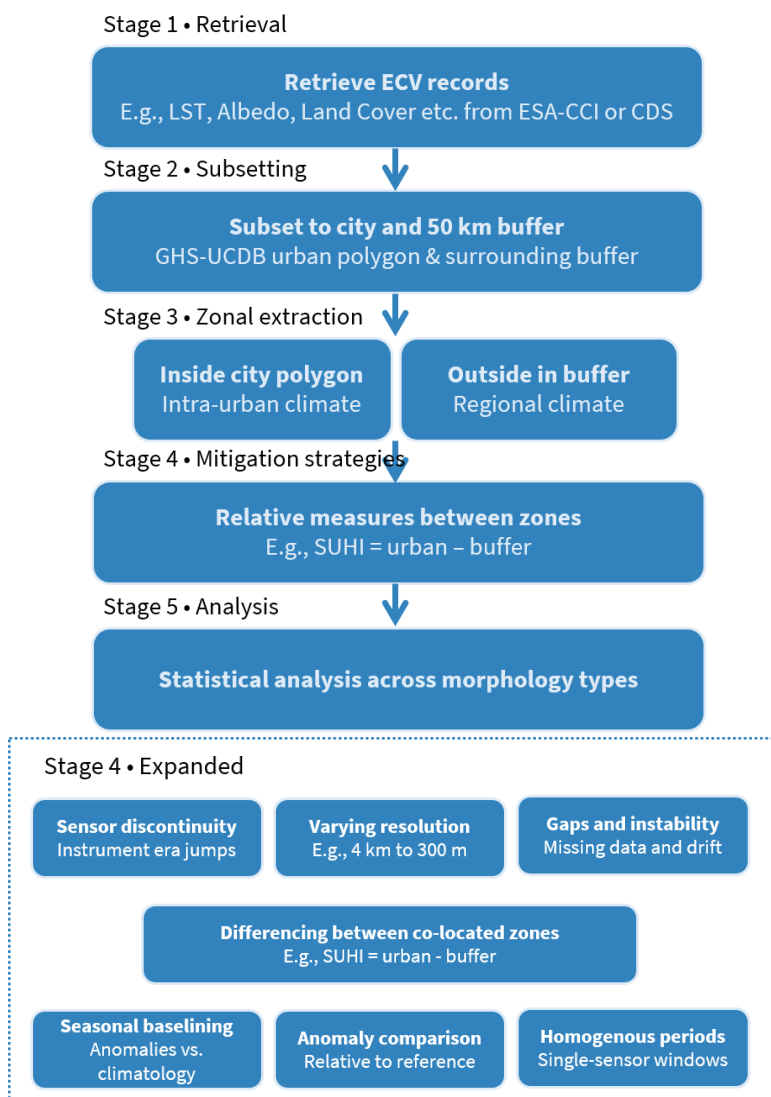 Stage 1 • Retrieval
Retrieve ECV records
E.g., LST, Albedo, Land Cover etc. from ESA-CCI or CDS
Stage 2 • Subsetting
Subset to city and 50 km buffer
GHS-UCDB urban polygon & surrounding buffer
Stage 3 • Zonal extraction
Inside city polygon
Intra-urban climate
Outside in buffer
Regional climate
Stage 4 • Mitigation strategies
Relative measures between zones
E.g., SUHI = urban – buffer
Stage 5 • Analysis
Statistical analysis across morphology types
Stage 4 • Expanded
Sensor discontinuity
Instrument era jumps
Varying resolution
E.g., 4 km to 300 m
Gaps and instability
Missing data and drift
Differencing between co-located zones
E.g., SUHI = urban - buffer
Seasonal baselining
Anomalies vs.
climatology
Anomaly comparison
Relative to reference
Homogenous periods
Single-sensor windows